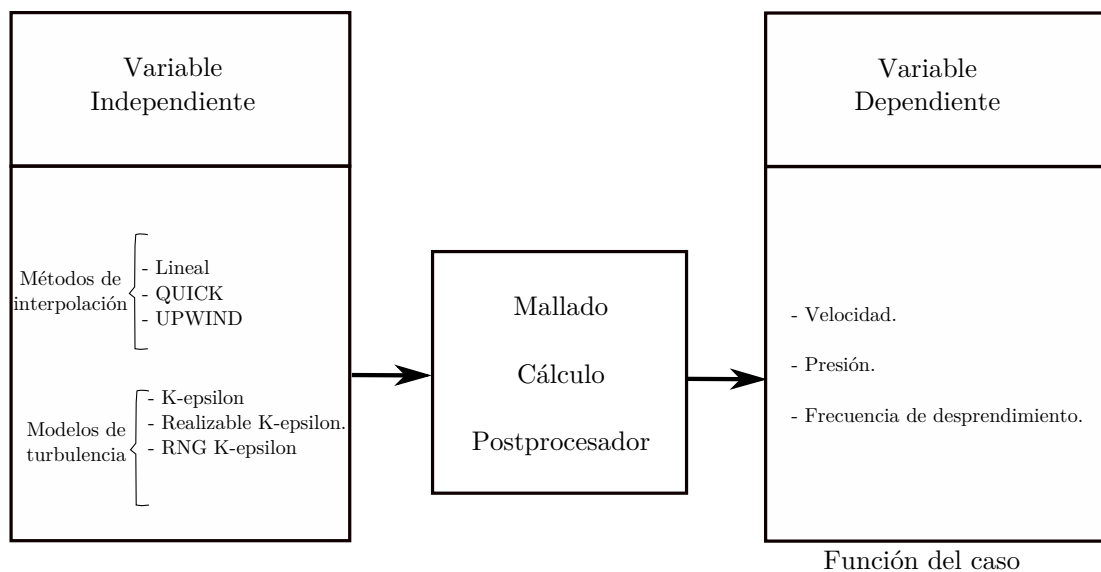 Variable
Independiente
Métodos de
interpolación
- Lineal
- QUICK
- UPWIND
Modelos de
turbulencia
- K-epsilon
- Realizable K-epsilon.
- RNG K-epsilon
Mallado
Cálculo
Postprocesador
Variable
Dependiente
- Velocidad.
- Presión.
- Frecuencia de desprendimiento.
Función del caso